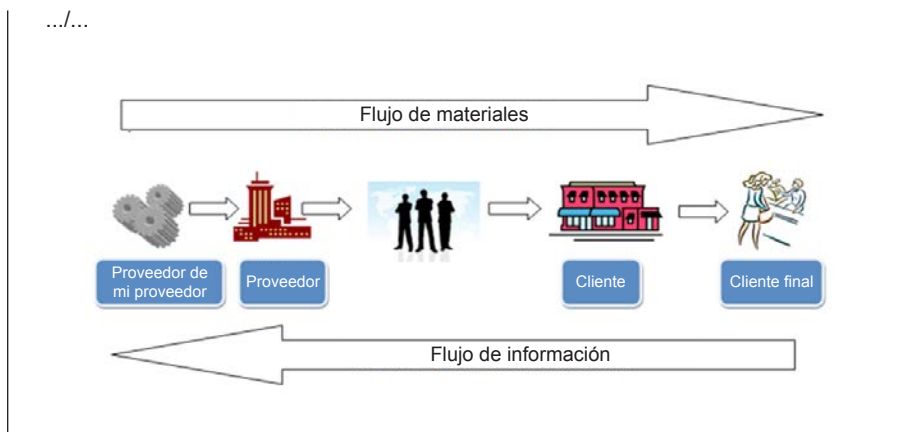 .../...
Flujo de materiales
Proveedor de
mi proveedor
Proveedor
Cliente
Cliente final
Flujo de información